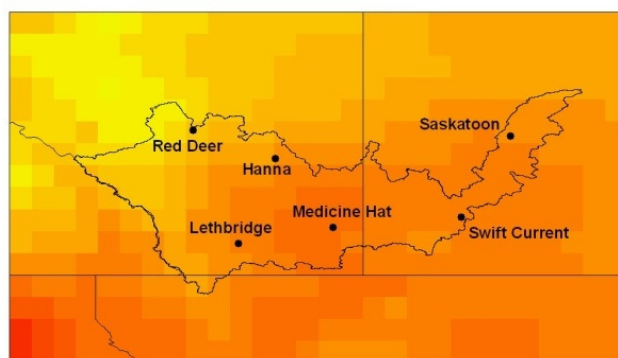 Saskatoon
Red Deer
Hanna
Medicine Hat
Lethbridge
Swift Current